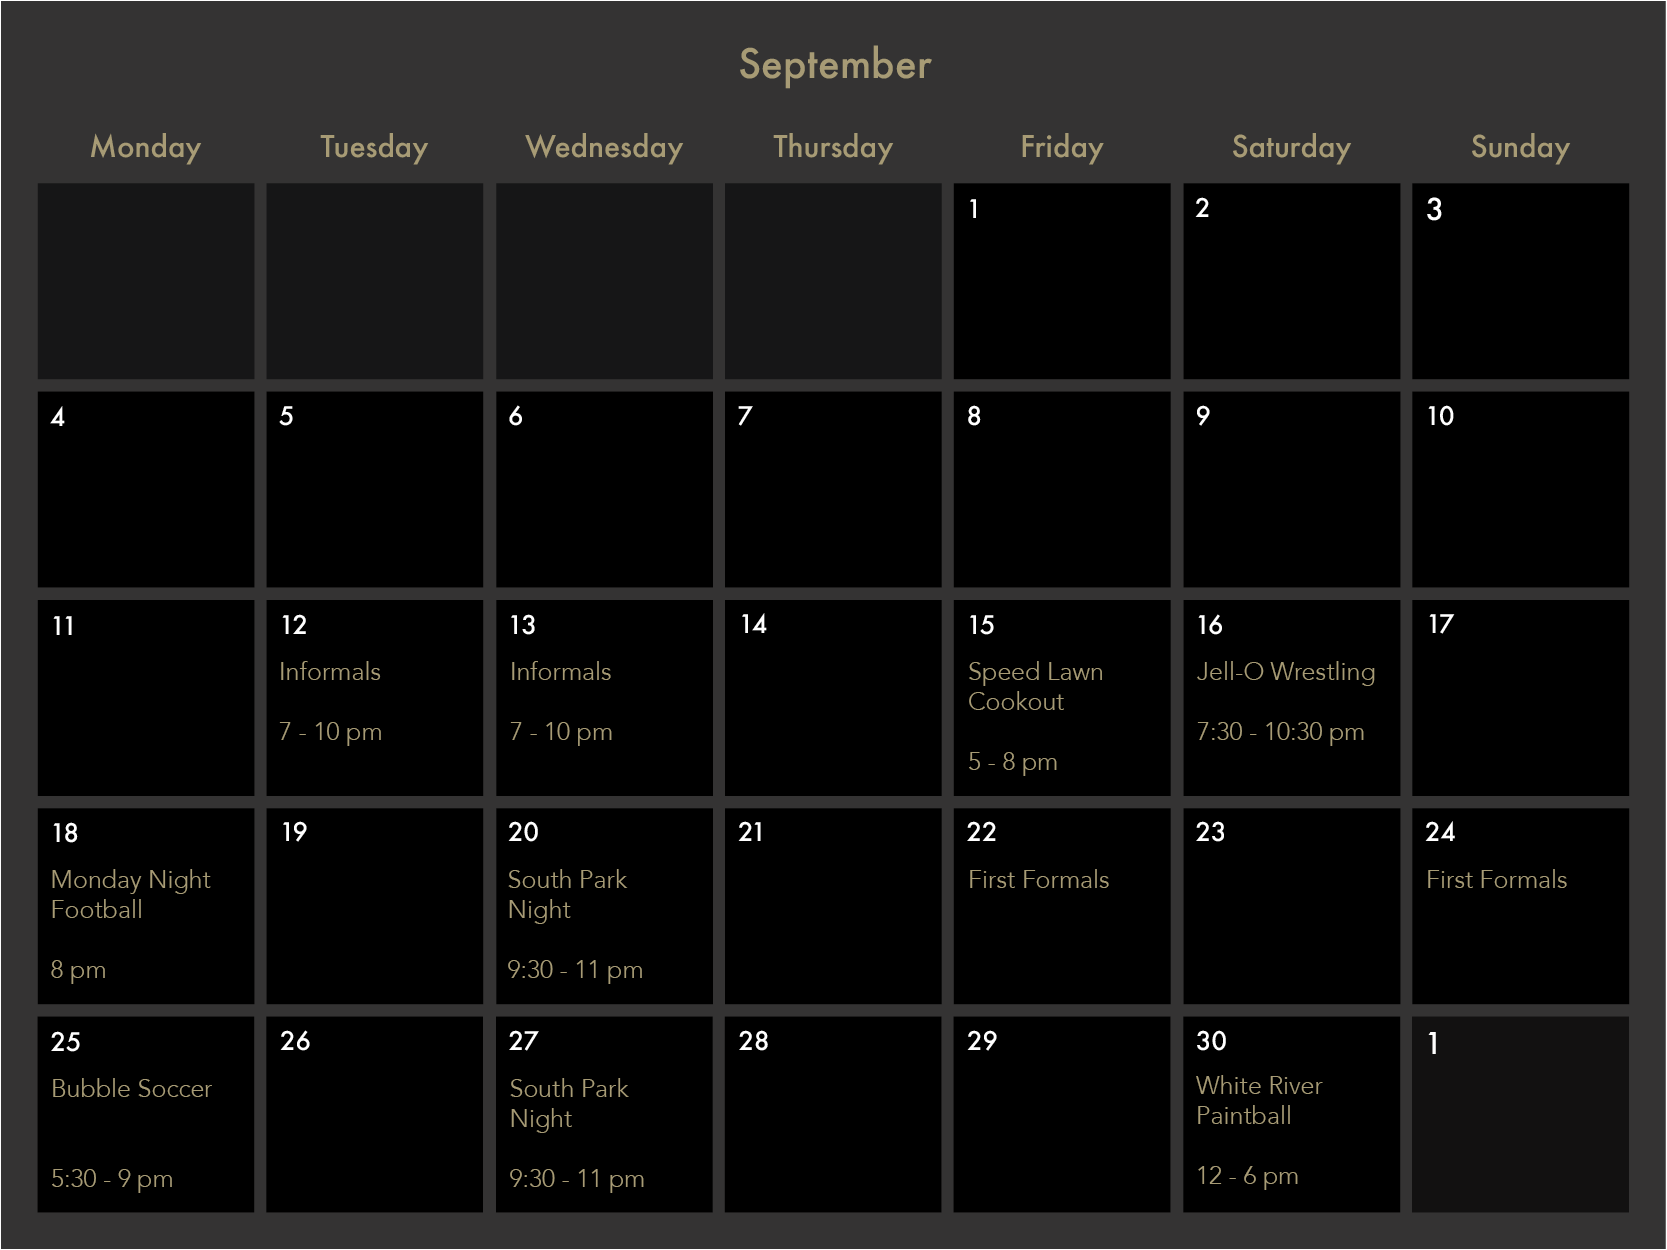 September
Monday Tuesday Wednesday Thursday Friday Saturday Sunday
1 2 3
4 5 6 7 8 9 10
11
12
Informals
7 - 10 pm
13
Informals
7 - 10 pm
14
15
Speed Lawn
Cookout
5 - 8 pm
16
Jell-O Wrestling
7:30 - 10:30 pm
17
18
Monday Night
Football
8 pm
19
20
South Park
Night
9:30 - 11 pm
21
22
First Formals
23
24
First Formals
25
Bubble Soccer
5:30 - 9 pm
26
27
South Park
Night
9:30 - 11 pm
28
29
30
White River
Paintball
12 - 6 pm
1